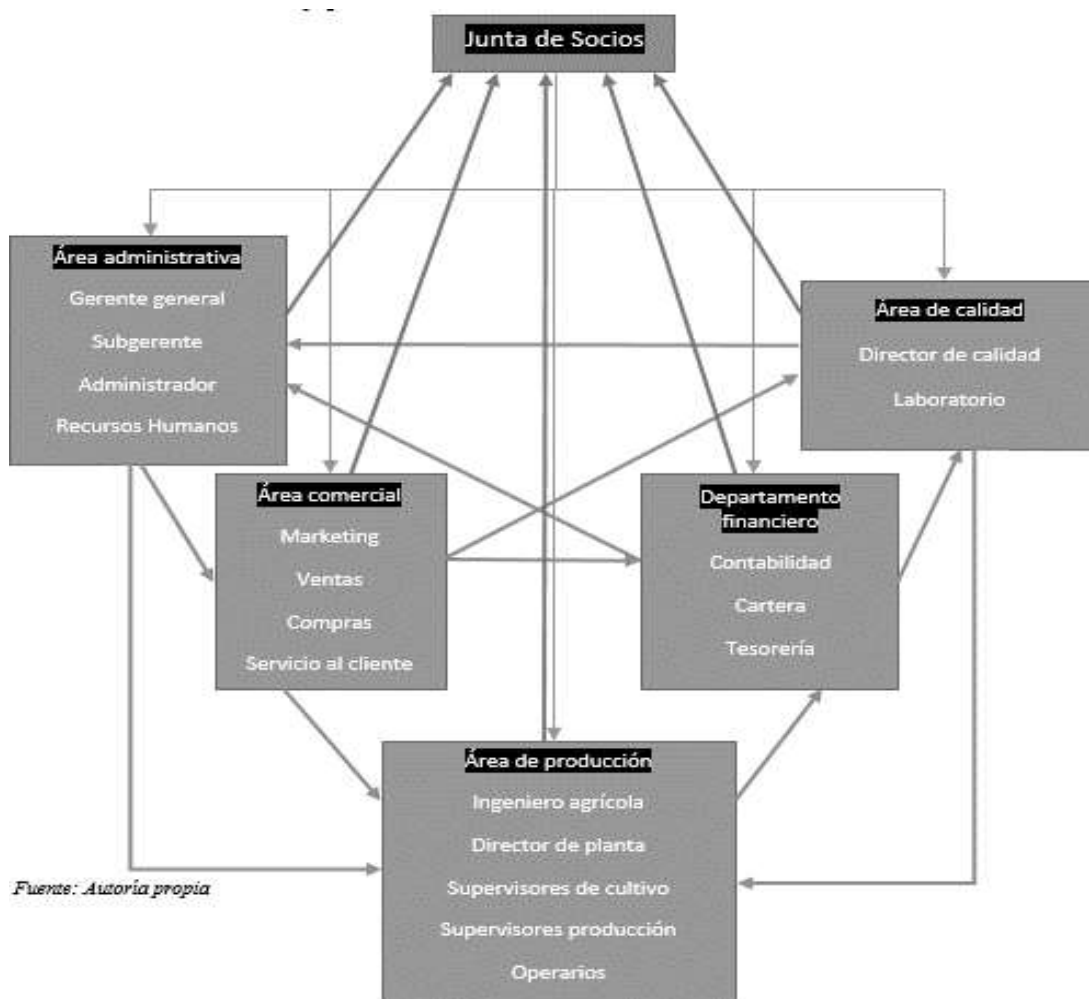 Junta de Socios
Área administrativa
Gerente general
Subgerente
Administrador
Recursos Humanos
Área de calidad
Director de calidad
Laboratorio
Área comercial
Marketing
Ventas
Compras
Servicio al cliente
Departamento
financiero
Contabilidad
Cartera
Tesorería
Área de producción
Ingeniero agrícola
Director de planta
Supervisores de cultivo
Supervisores producción
Operarios
Fuente: Autoría propia